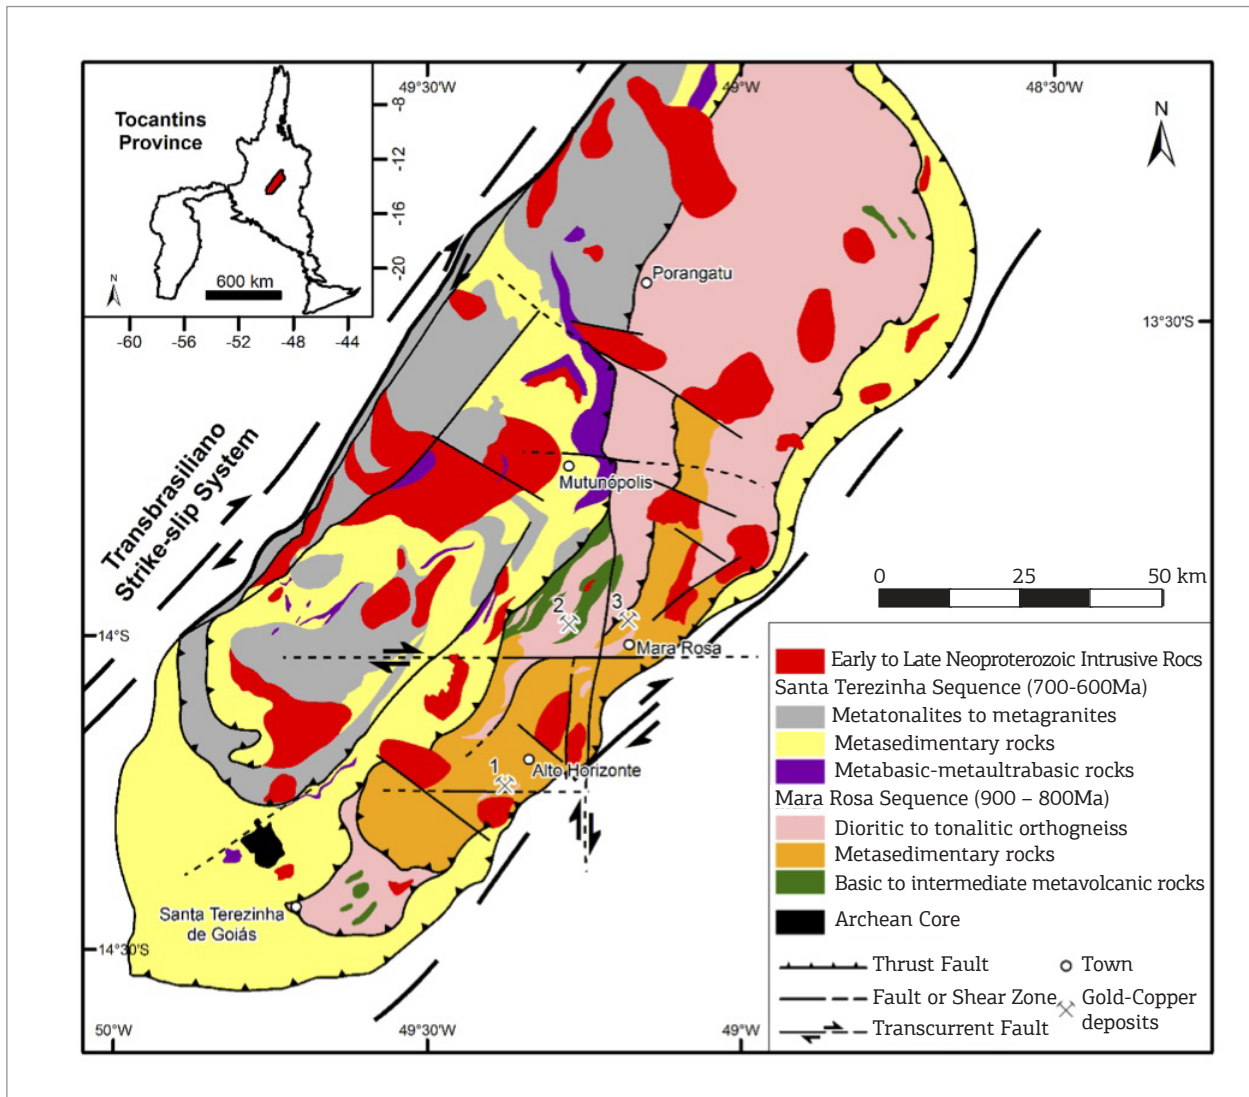 Tocantins
Province
N
600 km
-8
-12
-16
-20
-60
-56
-52
-48
-44
49°30'W
49°W
48°30'W
N
13°30'S
14°S
14°30'S
50°W
49°30'W
49°W
Transbrasiliano
Strike-slip System
Porangatu
Mutunópolis
2
3
Mara Rosa
1
Alto Horizonte
Santa Terezinha
de Goiás
0
25
50 km
Early to Late Neoproterozoic Intrusive Rocs
Santa Terezinha Sequence (700-600Ma)
Metatonalites to metagranites
Metasedimentary rocks
Metabasic-metaultrabasic rocks
Mara Rosa Sequence (900 – 800Ma)
Dioritic to tonalitic orthogneiss
Metasedimentary rocks
Basic to intermediate metavolcanic rocks
Archean Core
Thrust Fault
Town
Fault or Shear Zone
Gold-Copper
deposits
Transcurrent Fault